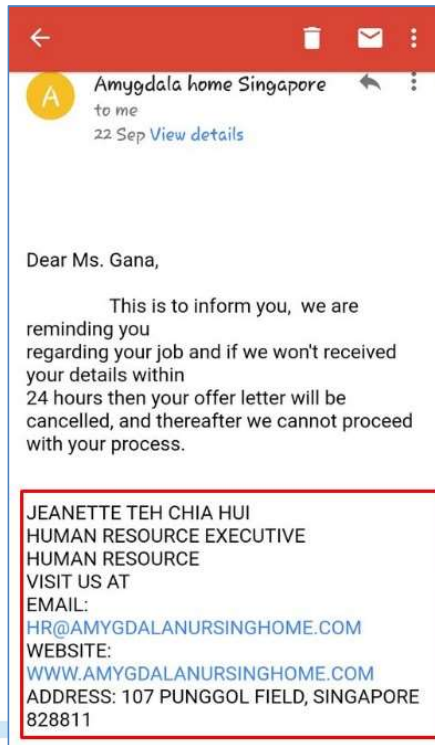 A
Amygdala home Singapore
to me
22 Sep View details
Dear Ms. Gana,
This is to inform you, we are
reminding you
regarding your job and if we won't received
your details within
24 hours then your offer letter will be
cancelled, and thereafter we cannot proceed
with your process.
JEANETTE TEH CHIA HUI
HUMAN RESOURCE EXECUTIVE
HUMAN RESOURCE
VISIT US AT
EMAIL:
HR@AMYGDALANURSINGHOME.COM
WEBSITE:
WWW.AMYGDALANURSINGHOME.COM
ADDRESS: 107 PUNGGOL FIELD, SINGAPORE
828811